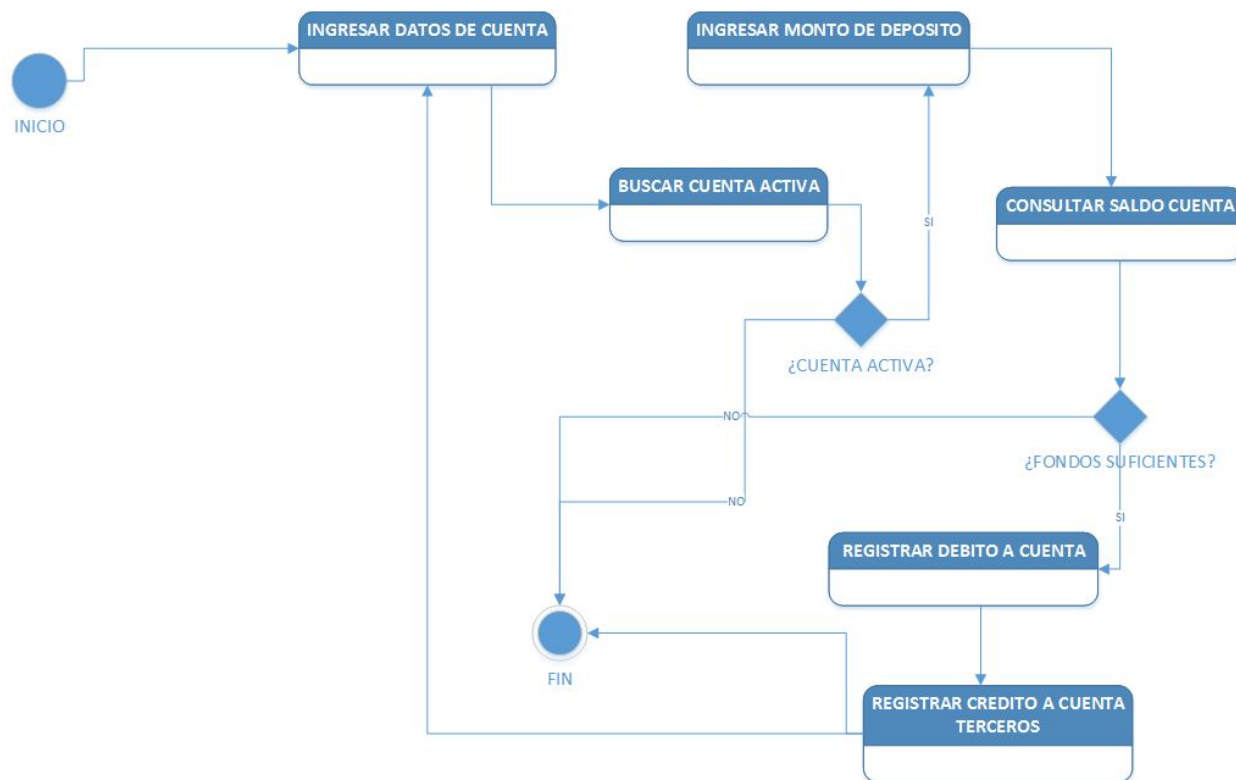 INGRESAR DATOS DE CUENTA
INGRESAR MONTO DE DEPOSITO
INICIO
BUSCAR CUENTA ACTIVA
CONSULTAR SALDO CUENTA
SI
¿CUENTA ACTIVA?
NO
¿FONDOS SUFICIENTES?
NO
SI
REGISTRAR DEBITO A CUENTA
FIN
REGISTRAR CREDITO A CUENTA
TERCEROS